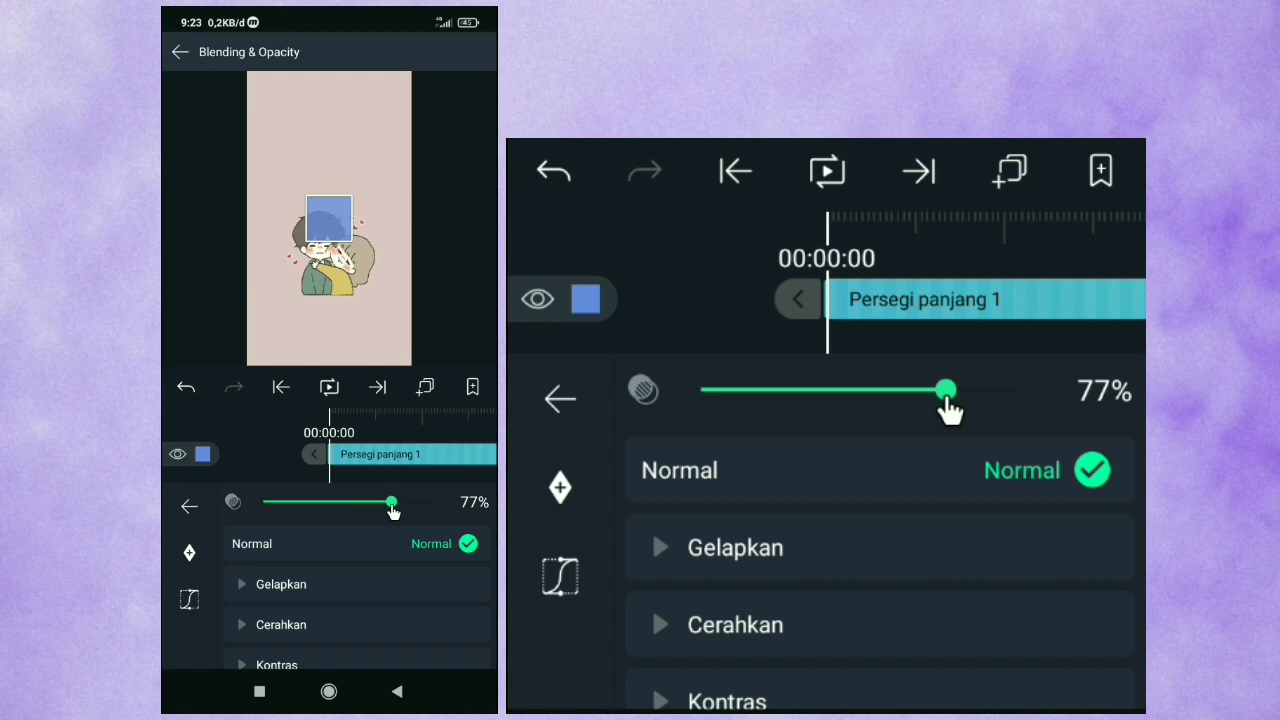 9:23 0,2KB/d m
4G 45
Blending & Opacity
00:00:00
Persegi panjang 1
77%
Normal Normal
Gelapkan
Cerahkan
Kontras
00:00:00
Persegi panjang 1
77%
Normal Normal
Gelapkan
Cerahkan
Kontras